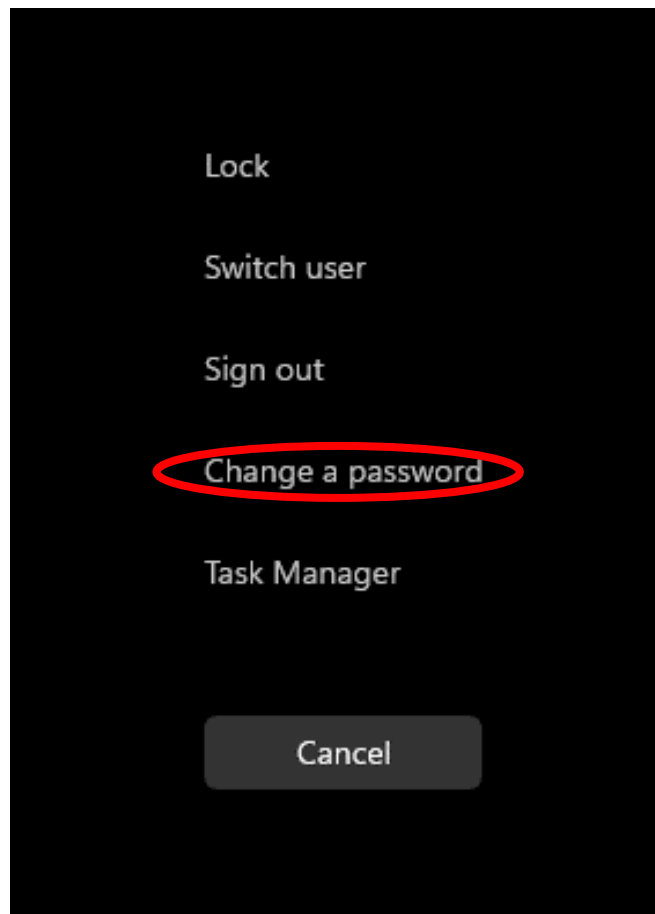 Lock
Switch user
Sign out
Change a password
Task Manager
Cancel